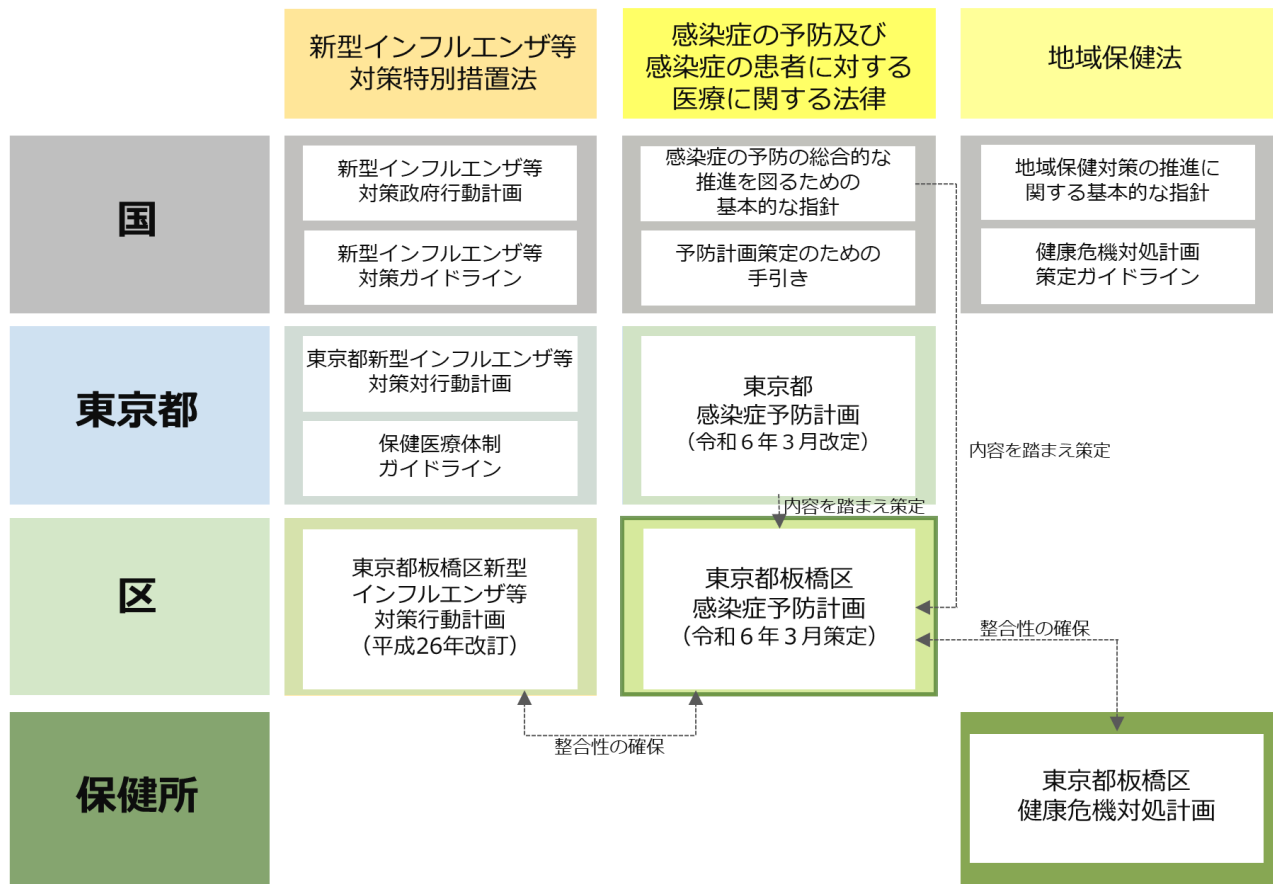 新型インフルエンザ等
対策特別措置法
感染症の予防及び
感染症の患者に対する
医療に関する法律
地域保健法
国
新型インフルエンザ等
対策政府行動計画
新型インフルエンザ等
対策ガイドライン
感染症の予防の総合的な
推進を図るための
基本的な指針
予防計画策定のための
手引き
地域保健対策の推進に
関する基本的な指針
健康危機対処計画
策定ガイドライン
東京都
東京都新型インフルエンザ等
対策対行動計画
保健医療体制
ガイドライン
東京都
感染症予防計画
（令和６年３月改定）
内容を踏まえ策定
内容を踏まえ策定
区
東京都板橋区新型
インフルエンザ等
対策行動計画
（平成26年改訂）
東京都板橋区
感染症予防計画
（令和６年３月策定）
整合性の確保
整合性の確保
保健所
東京都板橋区
健康危機対処計画